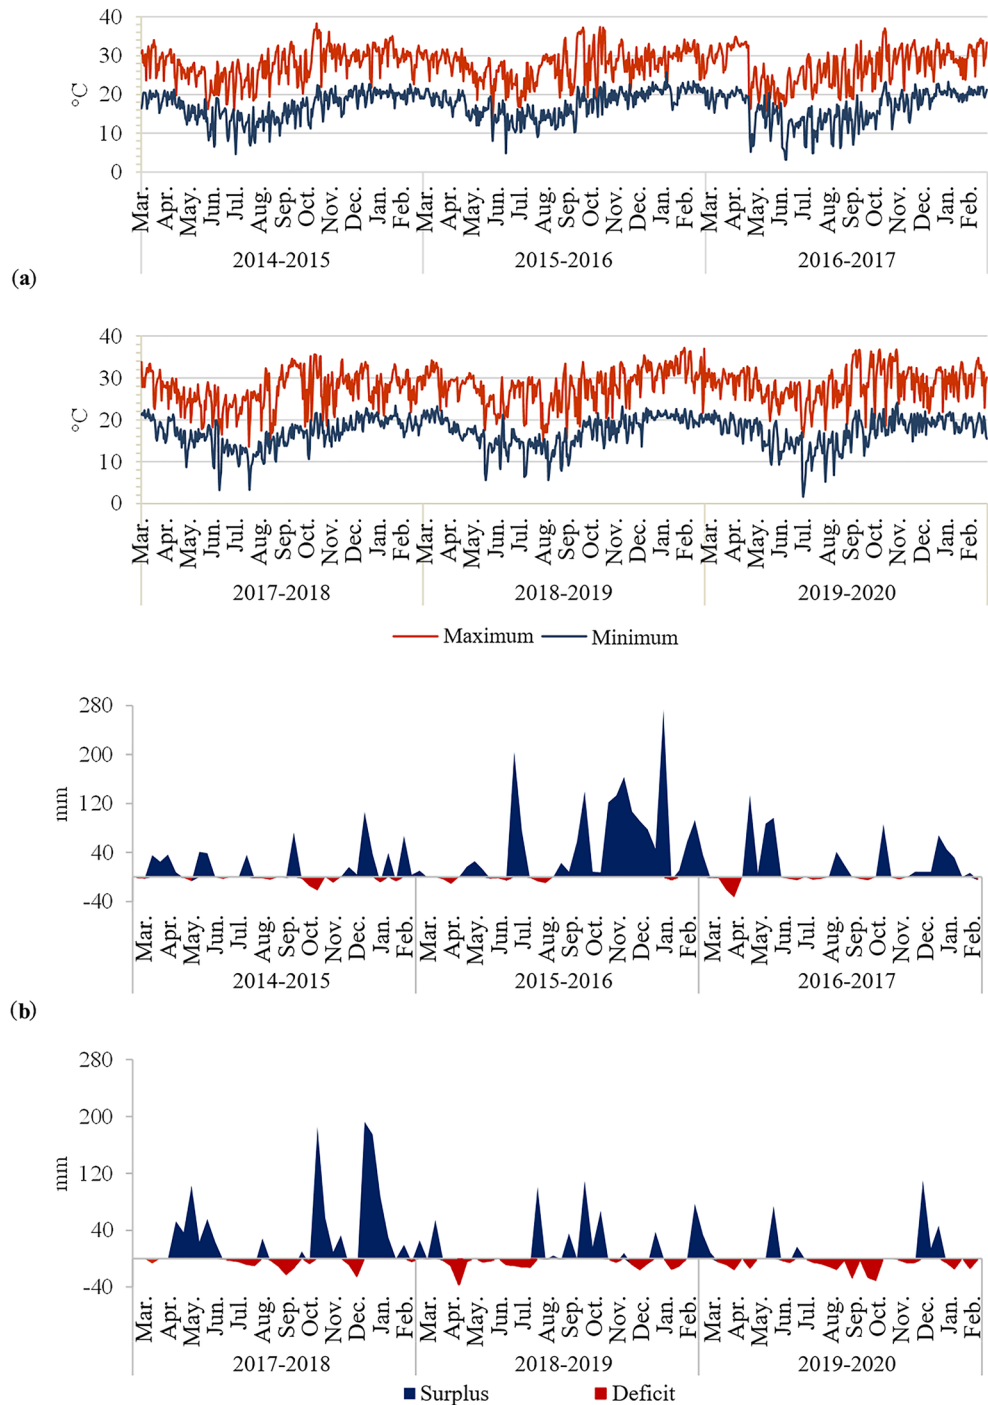 40
30
20
10
0
°C
Mar. Apr. May. Jun. Jul. Aug. Sep. Oct. Nov. Dec. Jan. Feb. Mar. Apr. May. Jun. Jul. Aug. Sep. Oct. Nov. Dec. Jan. Feb. Mar. Apr. May. Jun. Jul. Aug. Sep. Oct. Nov. Dec. Jan. Feb.
2014-2015 2015-2016 2016-2017
(a)
40
30
20
10
0
°C
Mar. Apr. May. Jun. Jul. Aug. Sep. Oct. Nov. Dec. Jan. Feb. Mar. Apr. May. Jun. Jul. Aug. Sep. Oct. Nov. Dec. Jan. Feb. Mar. Apr. May. Jun. Jul. Aug. Sep. Oct. Nov. Dec. Jan. Feb.
2017-2018 2018-2019 2019-2020
Maximum Minimum
280
200
120
40
-40
mm
Mar. Apr. May. Jun. Jul. Aug. Sep. Oct. Nov. Dec. Jan. Feb. Mar. Apr. May. Jun. Jul. Aug. Sep. Oct. Nov. Dec. Jan. Feb. Mar. Apr. May. Jun. Jul. Aug. Sep. Oct. Nov. Dec. Jan. Feb.
2014-2015 2015-2016 2016-2017
(b)
280
200
120
40
-40
mm
Mar. Apr. May. Jun. Jul. Aug. Sep. Oct. Nov. Dec. Jan. Feb. Mar. Apr. May. Jun. Jul. Aug. Sep. Oct. Nov. Dec. Jan. Feb. Mar. Apr. May. Jun. Jul. Aug. Sep. Oct. Nov. Dec. Jan. Feb.
2017-2018 2018-2019 2019-2020
Surplus Deficit